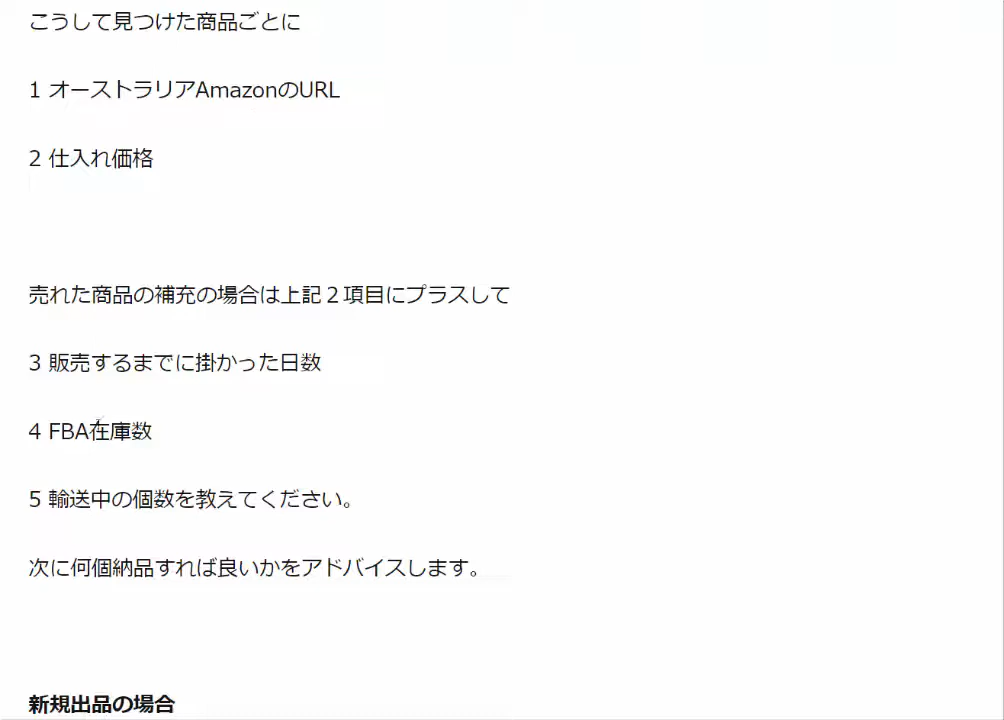 こうして見つけた商品ごとに
1 オーストラリアAmazonのURL
2 仕入れ価格
売れた商品の補充の場合は上記２項目にプラスして
3 販売するまでに掛かった日数
4 FBA在庫数
5 輸送中の個数を教えてください。
次に何個納品すれば良いかをアドバイスします。
新規出品の場合